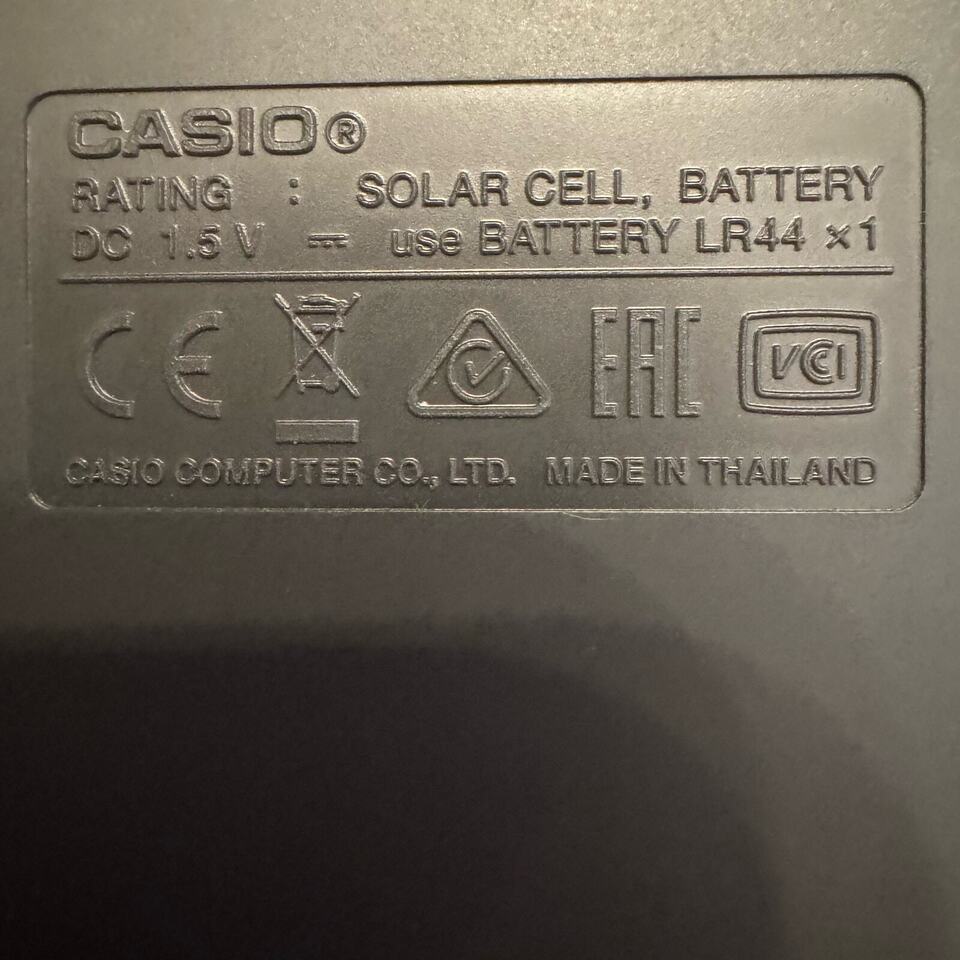 CASIO®
RATING : SOLAR CELL, BATTERY
DC 1.5 V ⎓ use BATTERY LR44 ×1
CE EAC VCCI
CASIO COMPUTER CO., LTD. MADE IN THAILAND